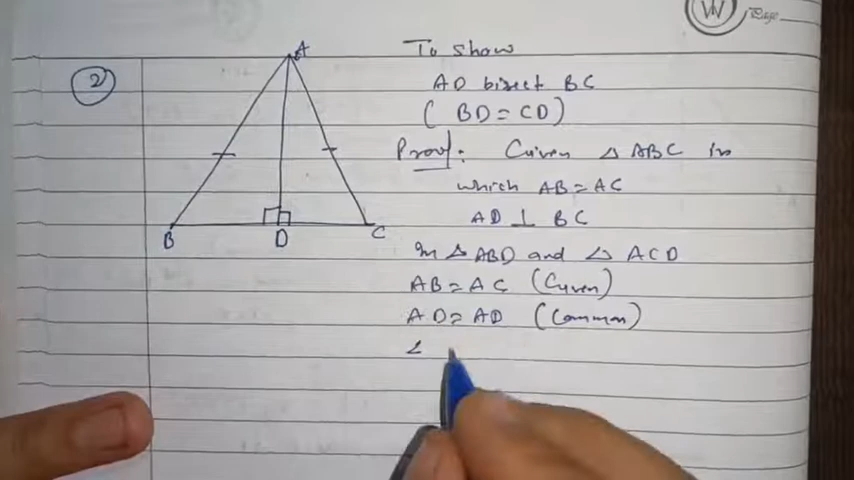 W Page
2
A
B
D
C
To show
AD bisect BC
( BD = CD )
Proof : Given △ ABC in
which AB = AC
AD ⊥ BC
In △ ABD and △ ACD
AB = AC (Given)
AD = AD (Common)
∠